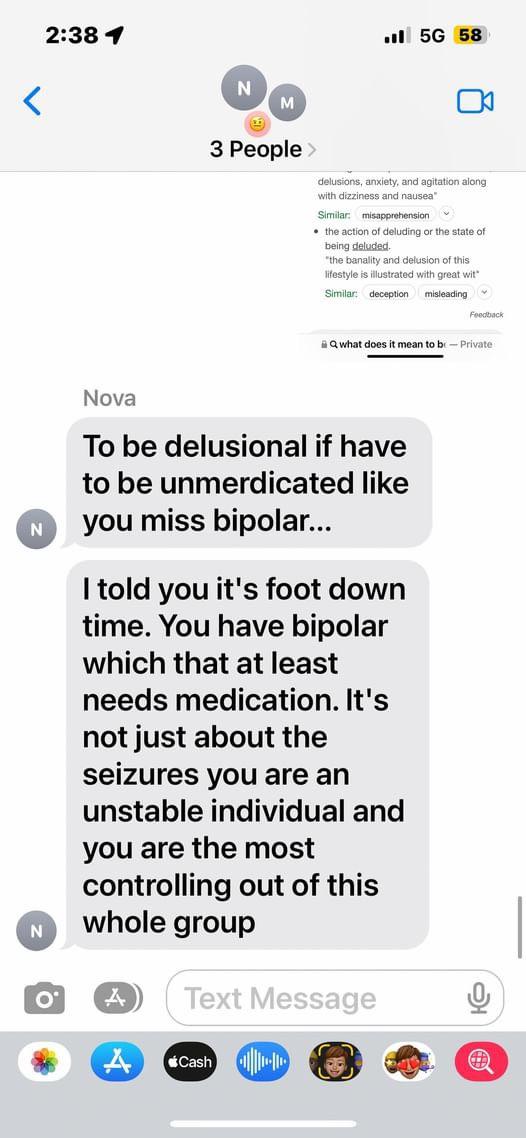 2:38
5G 58
N
M
3 People
delusions, anxiety, and agitation along
with dizziness and nausea"
Similar: misapprehension
• the action of deluding or the state of
being deluded.
"the banality and delusion of this
lifestyle is illustrated with great wit"
Similar: deception misleading
Feedback
what does it mean to b — Private
Nova
To be delusional if have
to be unmerdicated like
you miss bipolar...
N
I told you it's foot down
time. You have bipolar
which that at least
needs medication. It's
not just about the
seizures you are an
unstable individual and
you are the most
controlling out of this
whole group
N
Text Message
Cash